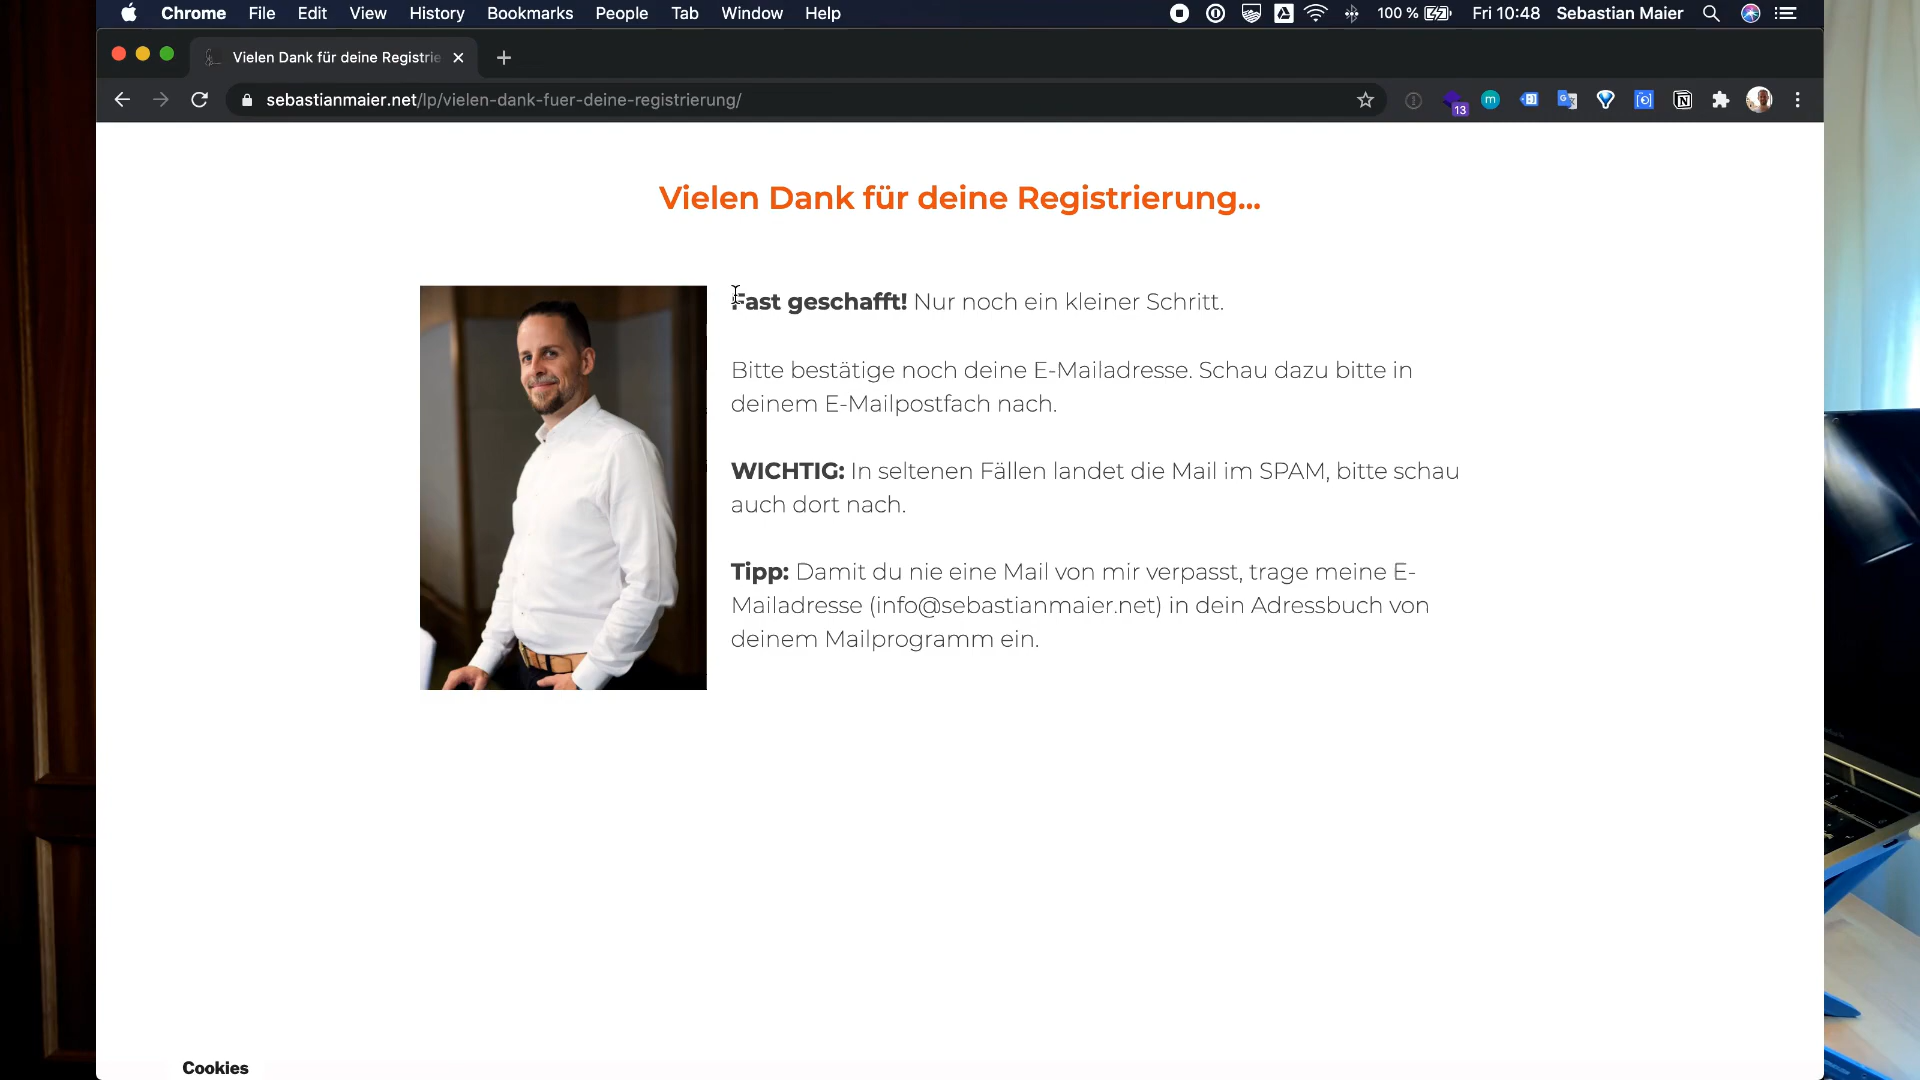 Chrome File Edit View History Bookmarks People Tab Window Help 100 % Fri 10:48 Sebastian Maier
Vielen Dank für deine Registrie
sebastianmaier.net/lp/vielen-dank-fuer-deine-registrierung/
13
m
Vielen Dank für deine Registrierung...
Fast geschafft! Nur noch ein kleiner Schritt.
Bitte bestätige noch deine E-Mailadresse. Schau dazu bitte in
deinem E-Mailpostfach nach.
WICHTIG: In seltenen Fällen landet die Mail im SPAM, bitte schau
auch dort nach.
Tipp: Damit du nie eine Mail von mir verpasst, trage meine E-
Mailadresse (info@sebastianmaier.net) in dein Adressbuch von
deinem Mailprogramm ein.
Cookies